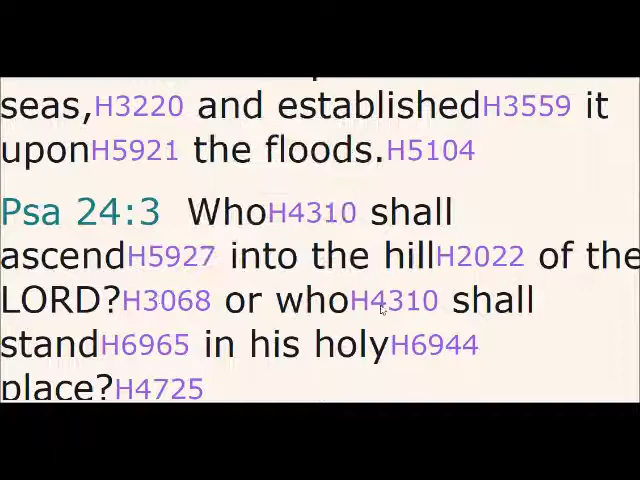 seas,H3220 and establishedH3559 it
uponH5921 the floods.H5104
Psa 24:3 WhoH4310 shall
ascendH5927 into the hillH2022 of the
LORD?H3068 or whoH4310 shall
standH6965 in his holyH6944
place?H4725